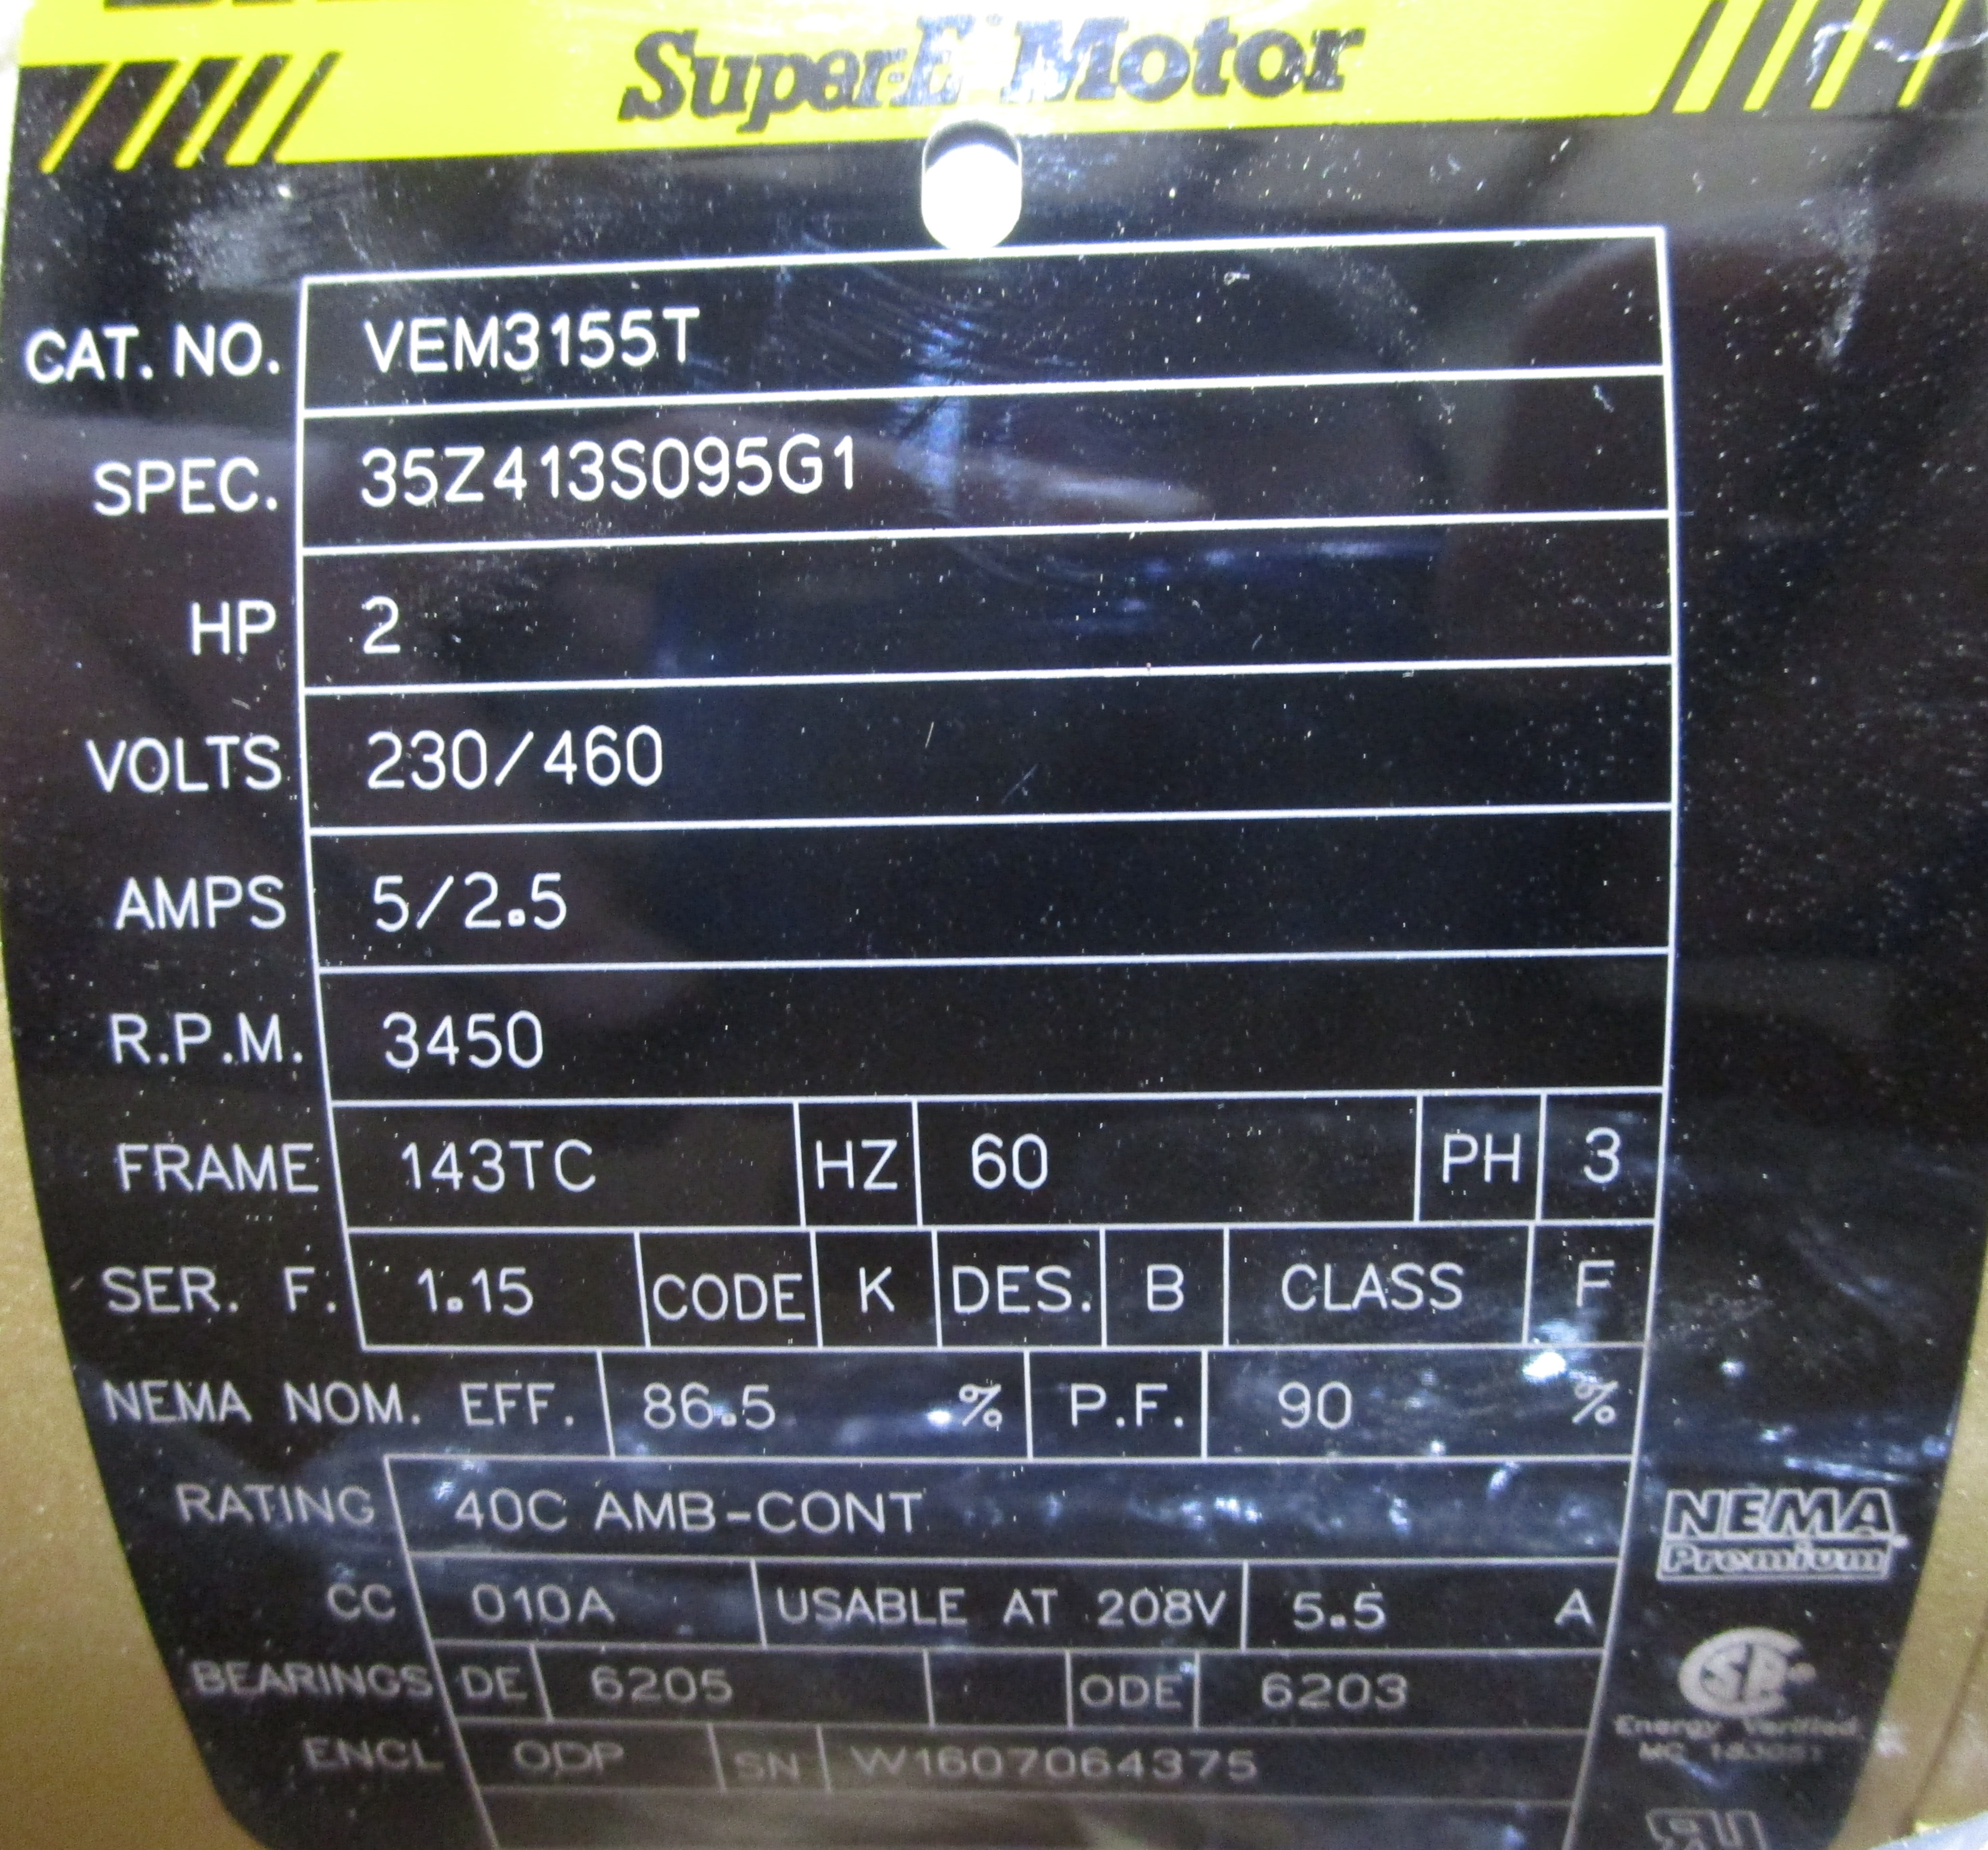 Super-E Motor
CAT. NO. VEM3155T
SPEC. 35Z413S095G1
HP 2
VOLTS 230/460
AMPS 5/2.5
R.P.M. 3450
FRAME 143TC HZ 60 PH 3
SER. F. 1.15 CODE K DES. B CLASS F
NEMA NOM. EFF. 86.5 % P.F. 90 %
RATING 40C AMB-CONT
NEMA
Premium
CC 010A USABLE AT 208V 5.5 A
BEARINGS DE 6205 ODE 6203
Energy Verified
ENCL ODP SN W1607064375